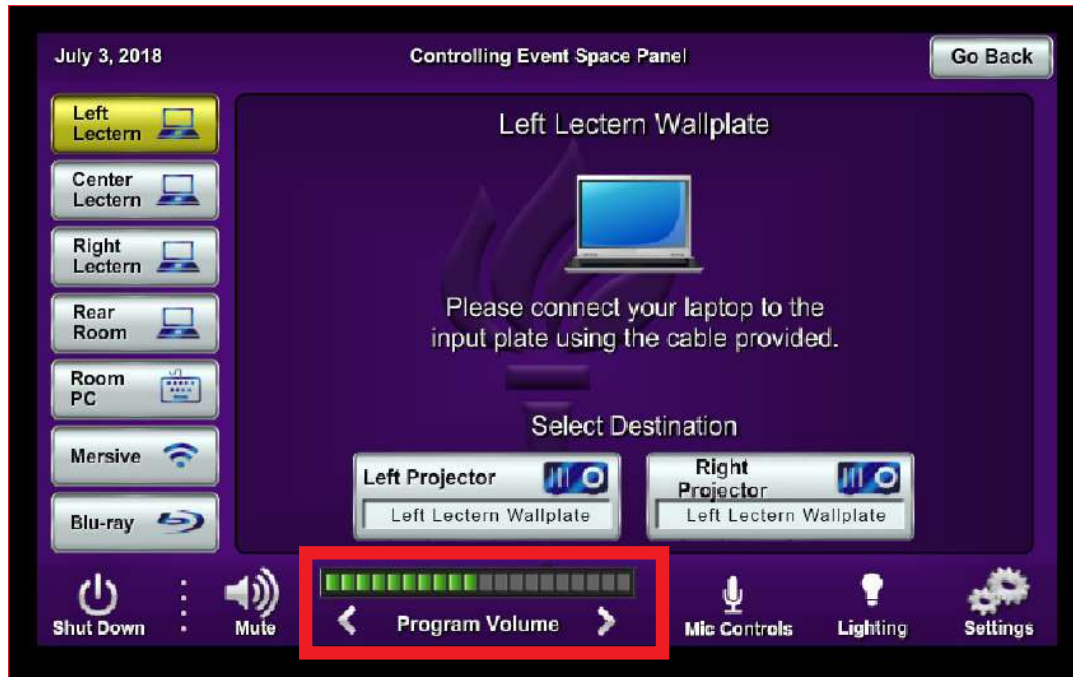 July 3, 2018
Controlling Event Space Panel
Go Back
Left
Lectern
Center
Lectern
Right
Lectern
Rear
Room
Room
PC
Mersive
Blu-ray
Left Lectern Wallplate
Please connect your laptop to the
input plate using the cable provided.
Select Destination
Left Projector
Left Lectern Wallplate
Right
Projector
Left Lectern Wallplate
Shut Down
Mute
Program Volume
Mic Controls
Lighting
Settings